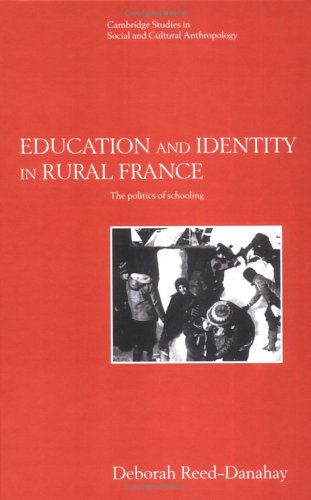 Cambridge Studies in
Social and Cultural Anthropology
EDUCATION AND IDENTITY
IN RURAL FRANCE
The politics of schooling
Deborah Reed-Danahay